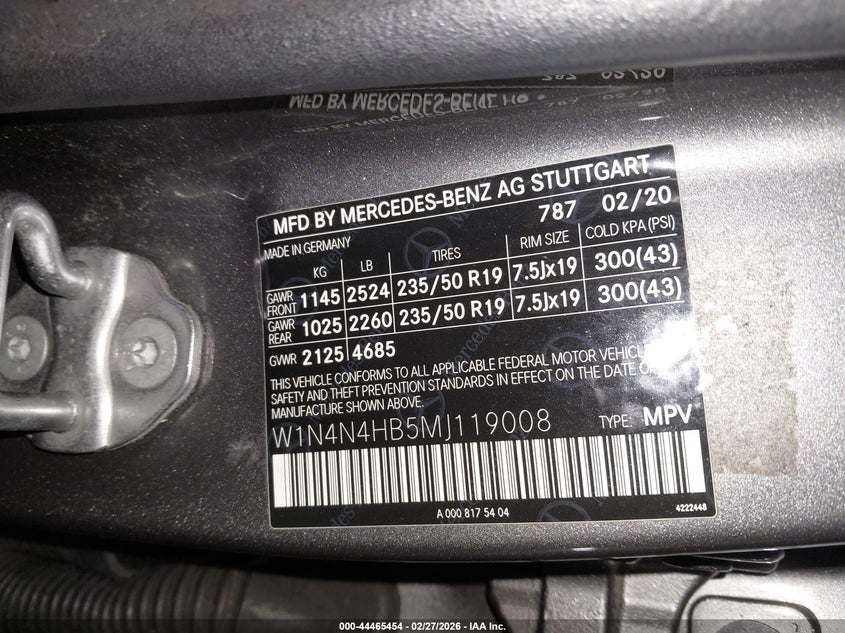 MFD BY MERCEDES-BENZ AG STUTTGART
787 02/20
MADE IN GERMANY
KG LB TIRES RIM SIZE COLD KPA (PSI)
GAWR FRONT 1145 2524 235/50 R19 7.5Jx19 300(43)
GAWR REAR 1025 2260 235/50 R19 7.5Jx19 300(43)
GVWR 2125 4685
THIS VEHICLE CONFORMS TO ALL APPLICABLE FEDERAL MOTOR VEHICLE
SAFETY AND THEFT PREVENTION STANDARDS IN EFFECT ON THE DATE OF
MANUFACTURE SHOWN ABOVE.
W1N4N4HB5MJ119008 TYPE: MPV
A 000 817 54 04
4222448
000-44465454 | 02/27/2026 - IAA Inc.